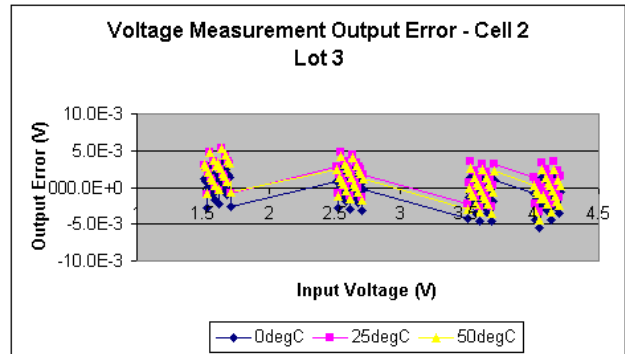 Voltage Measurement Output Error - Cell 2
Lot 3
Output Error (V)
10.0E-3
5.0E-3
000.0E+0
-5.0E-3
-10.0E-3
1 1.5 2 2.5 3 3.5 4 4.5
Input Voltage (V)
0degC 25degC 50degC